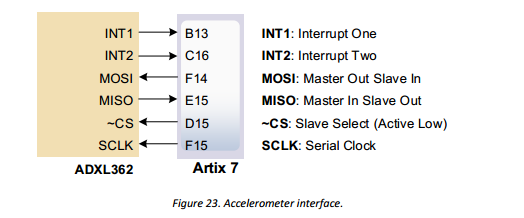 INT1 B13 INT1: Interrupt One
INT2 C16 INT2: Interrupt Two
MOSI F14 MOSI: Master Out Slave In
MISO E15 MISO: Master In Slave Out
~CS D15 ~CS: Slave Select (Active Low)
SCLK F15 SCLK: Serial Clock
ADXL362 Artix 7
Figure 23. Accelerometer interface.